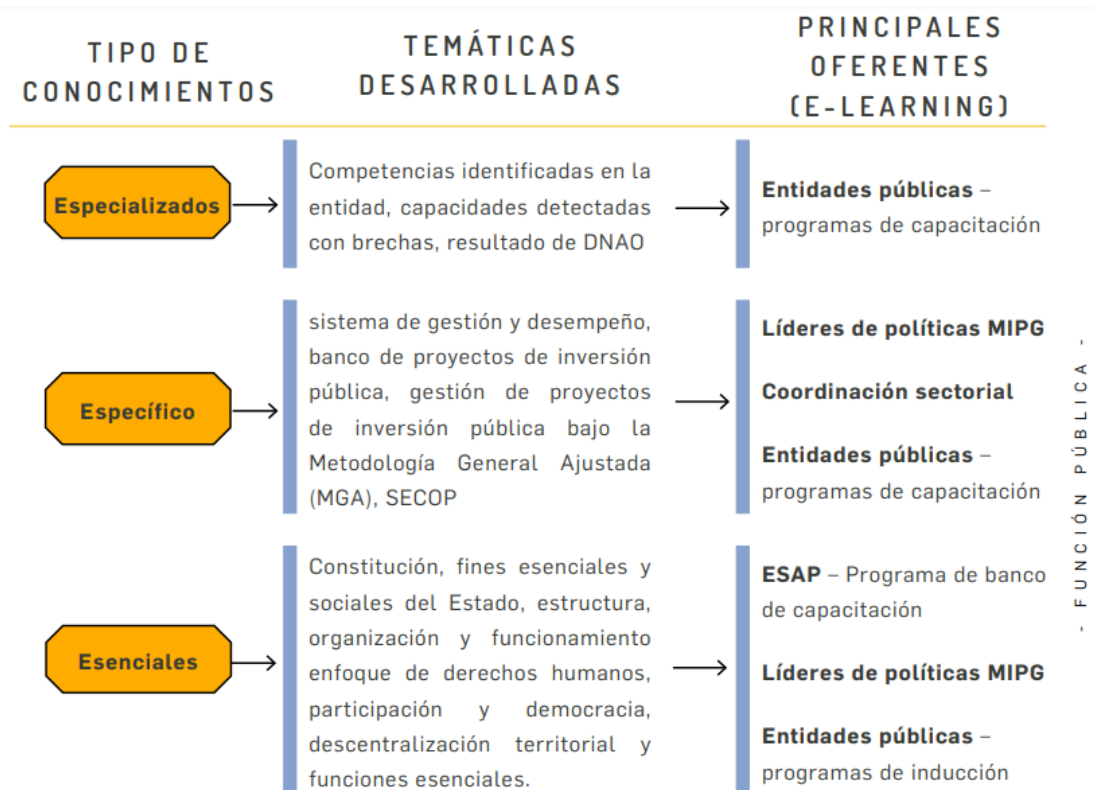 TIPO DE
CONOCIMIENTOS
TEMÁTICAS
DESARROLLADAS
PRINCIPALES
OFERENTES
(E-LEARNING)
Especializados
Competencias identificadas en la
entidad, capacidades detectadas
con brechas, resultado de DNAO
Entidades públicas –
programas de capacitación
Específico
sistema de gestión y desempeño,
banco de proyectos de inversión
pública, gestión de proyectos
de inversión pública bajo la
Metodología General Ajustada
(MGA), SECOP
Líderes de políticas MIPG
Coordinación sectorial
Entidades públicas –
programas de capacitación
Esenciales
Constitución, fines esenciales y
sociales del Estado, estructura,
organización y funcionamiento
enfoque de derechos humanos,
participación y democracia,
descentralización territorial y
funciones esenciales.
ESAP – Programa de banco
de capacitación
Líderes de políticas MIPG
Entidades públicas –
programas de inducción
- FUNCIÓN PÚBLICA -